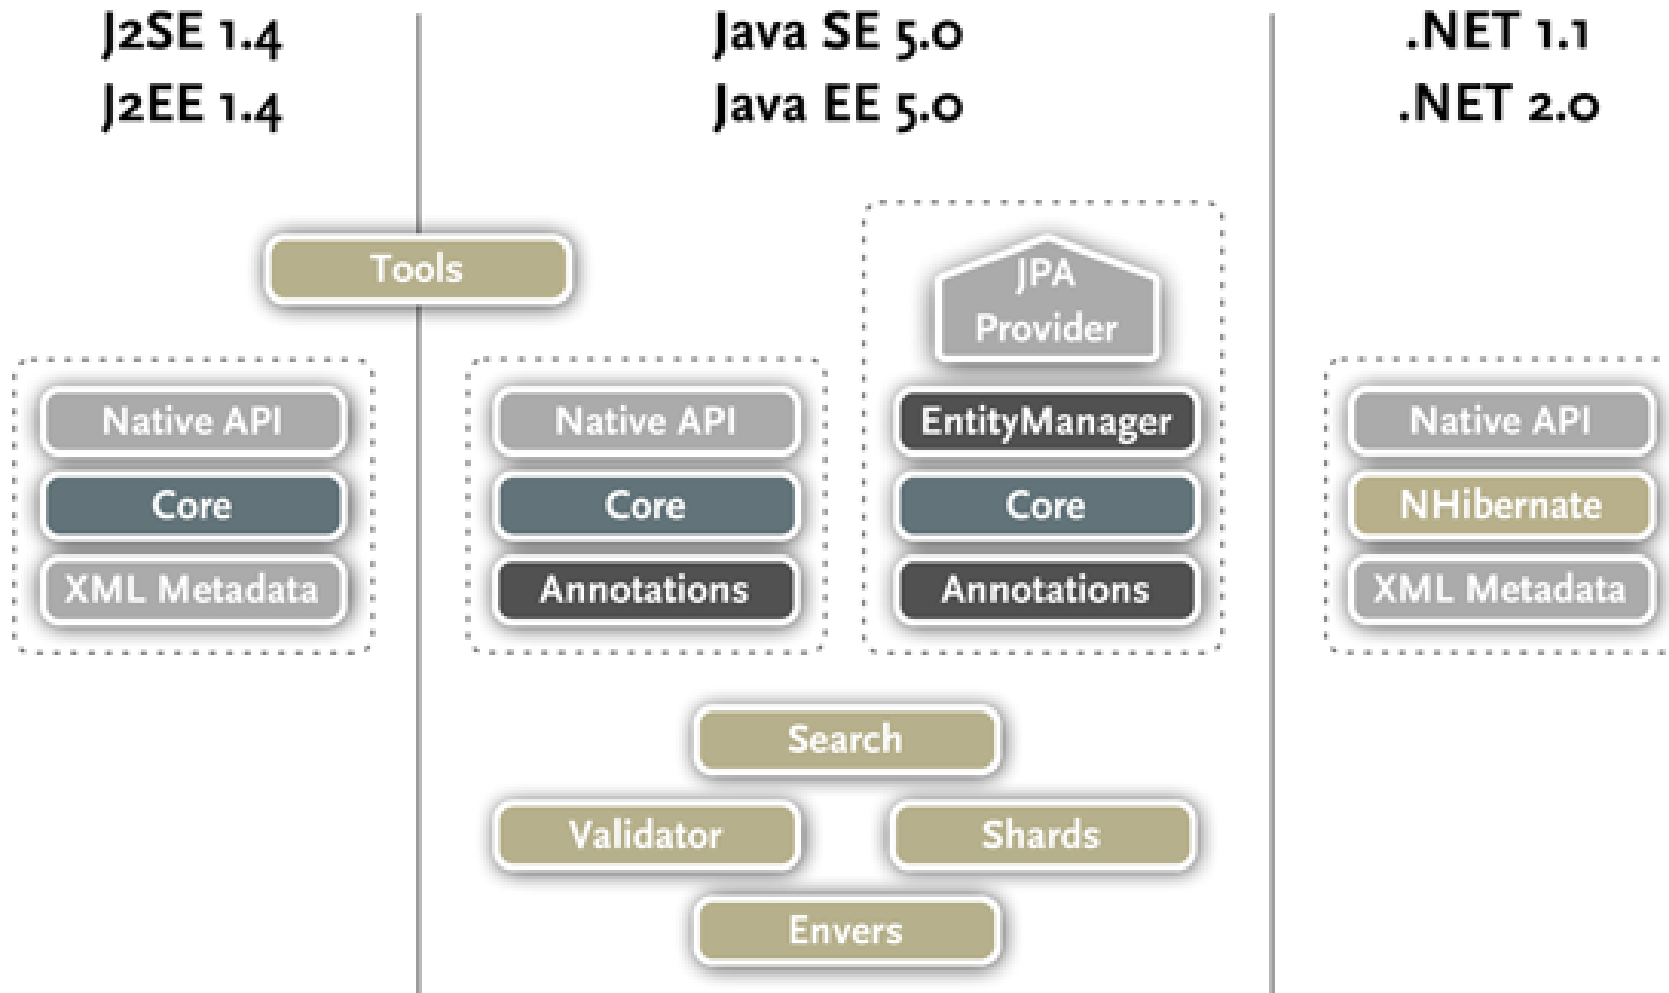 J2SE 1.4
J2EE 1.4
Java SE 5.0
Java EE 5.0
.NET 1.1
.NET 2.0
Tools
Native API
Core
XML Metadata
Native API
Core
Annotations
JPA
Provider
EntityManager
Core
Annotations
Native API
NHibernate
XML Metadata
Search
Validator
Shards
Envers